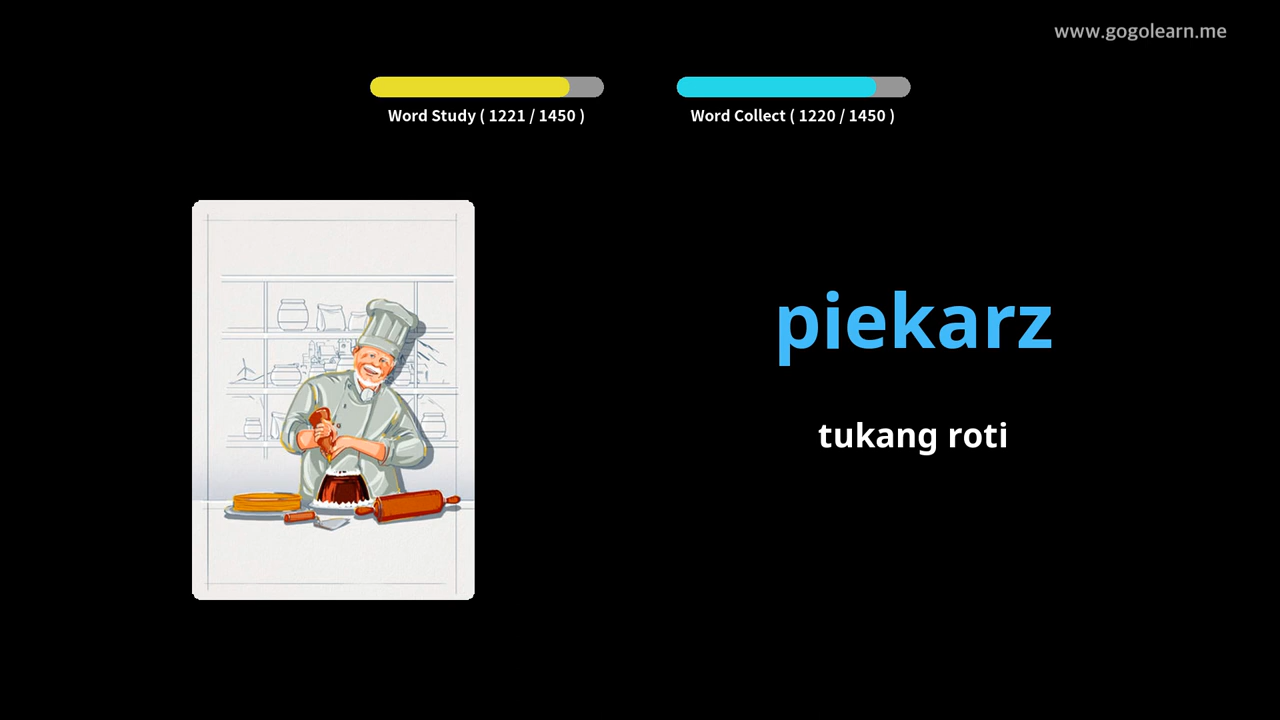 www.gogolearn.me
Word Study ( 1221 / 1450 )
Word Collect ( 1220 / 1450 )
piekarz
tukang roti